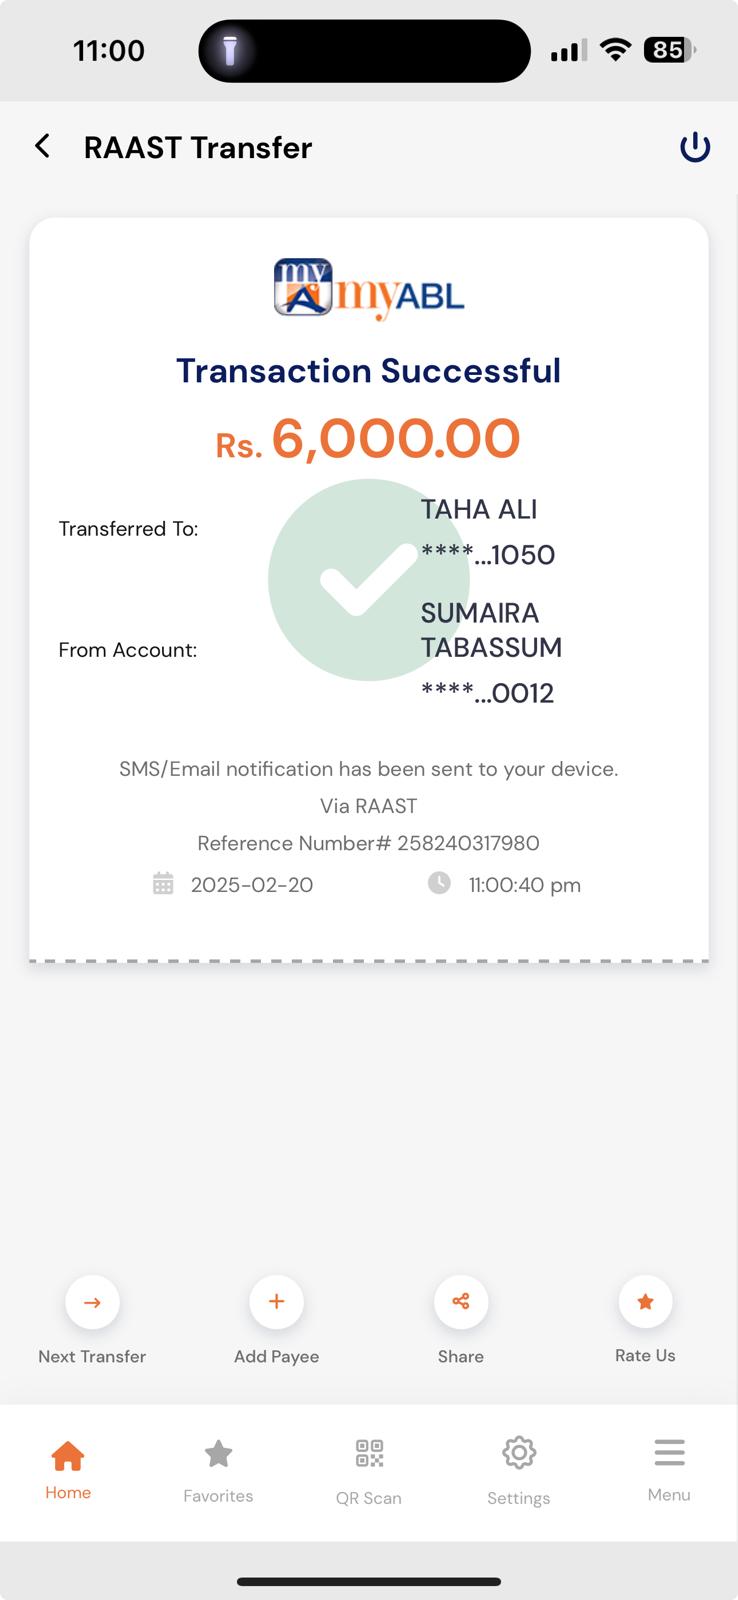 11:00
85
RAAST Transfer
my
myABL
Transaction Successful
Rs. 6,000.00
Transferred To:
TAHA ALI
****...1050
From Account:
SUMAIRA
TABASSUM
****...0012
SMS/Email notification has been sent to your device.
Via RAAST
Reference Number# 258240317980
2025-02-20 11:00:40 pm
Next Transfer Add Payee Share Rate Us
Home Favorites QR Scan Settings Menu